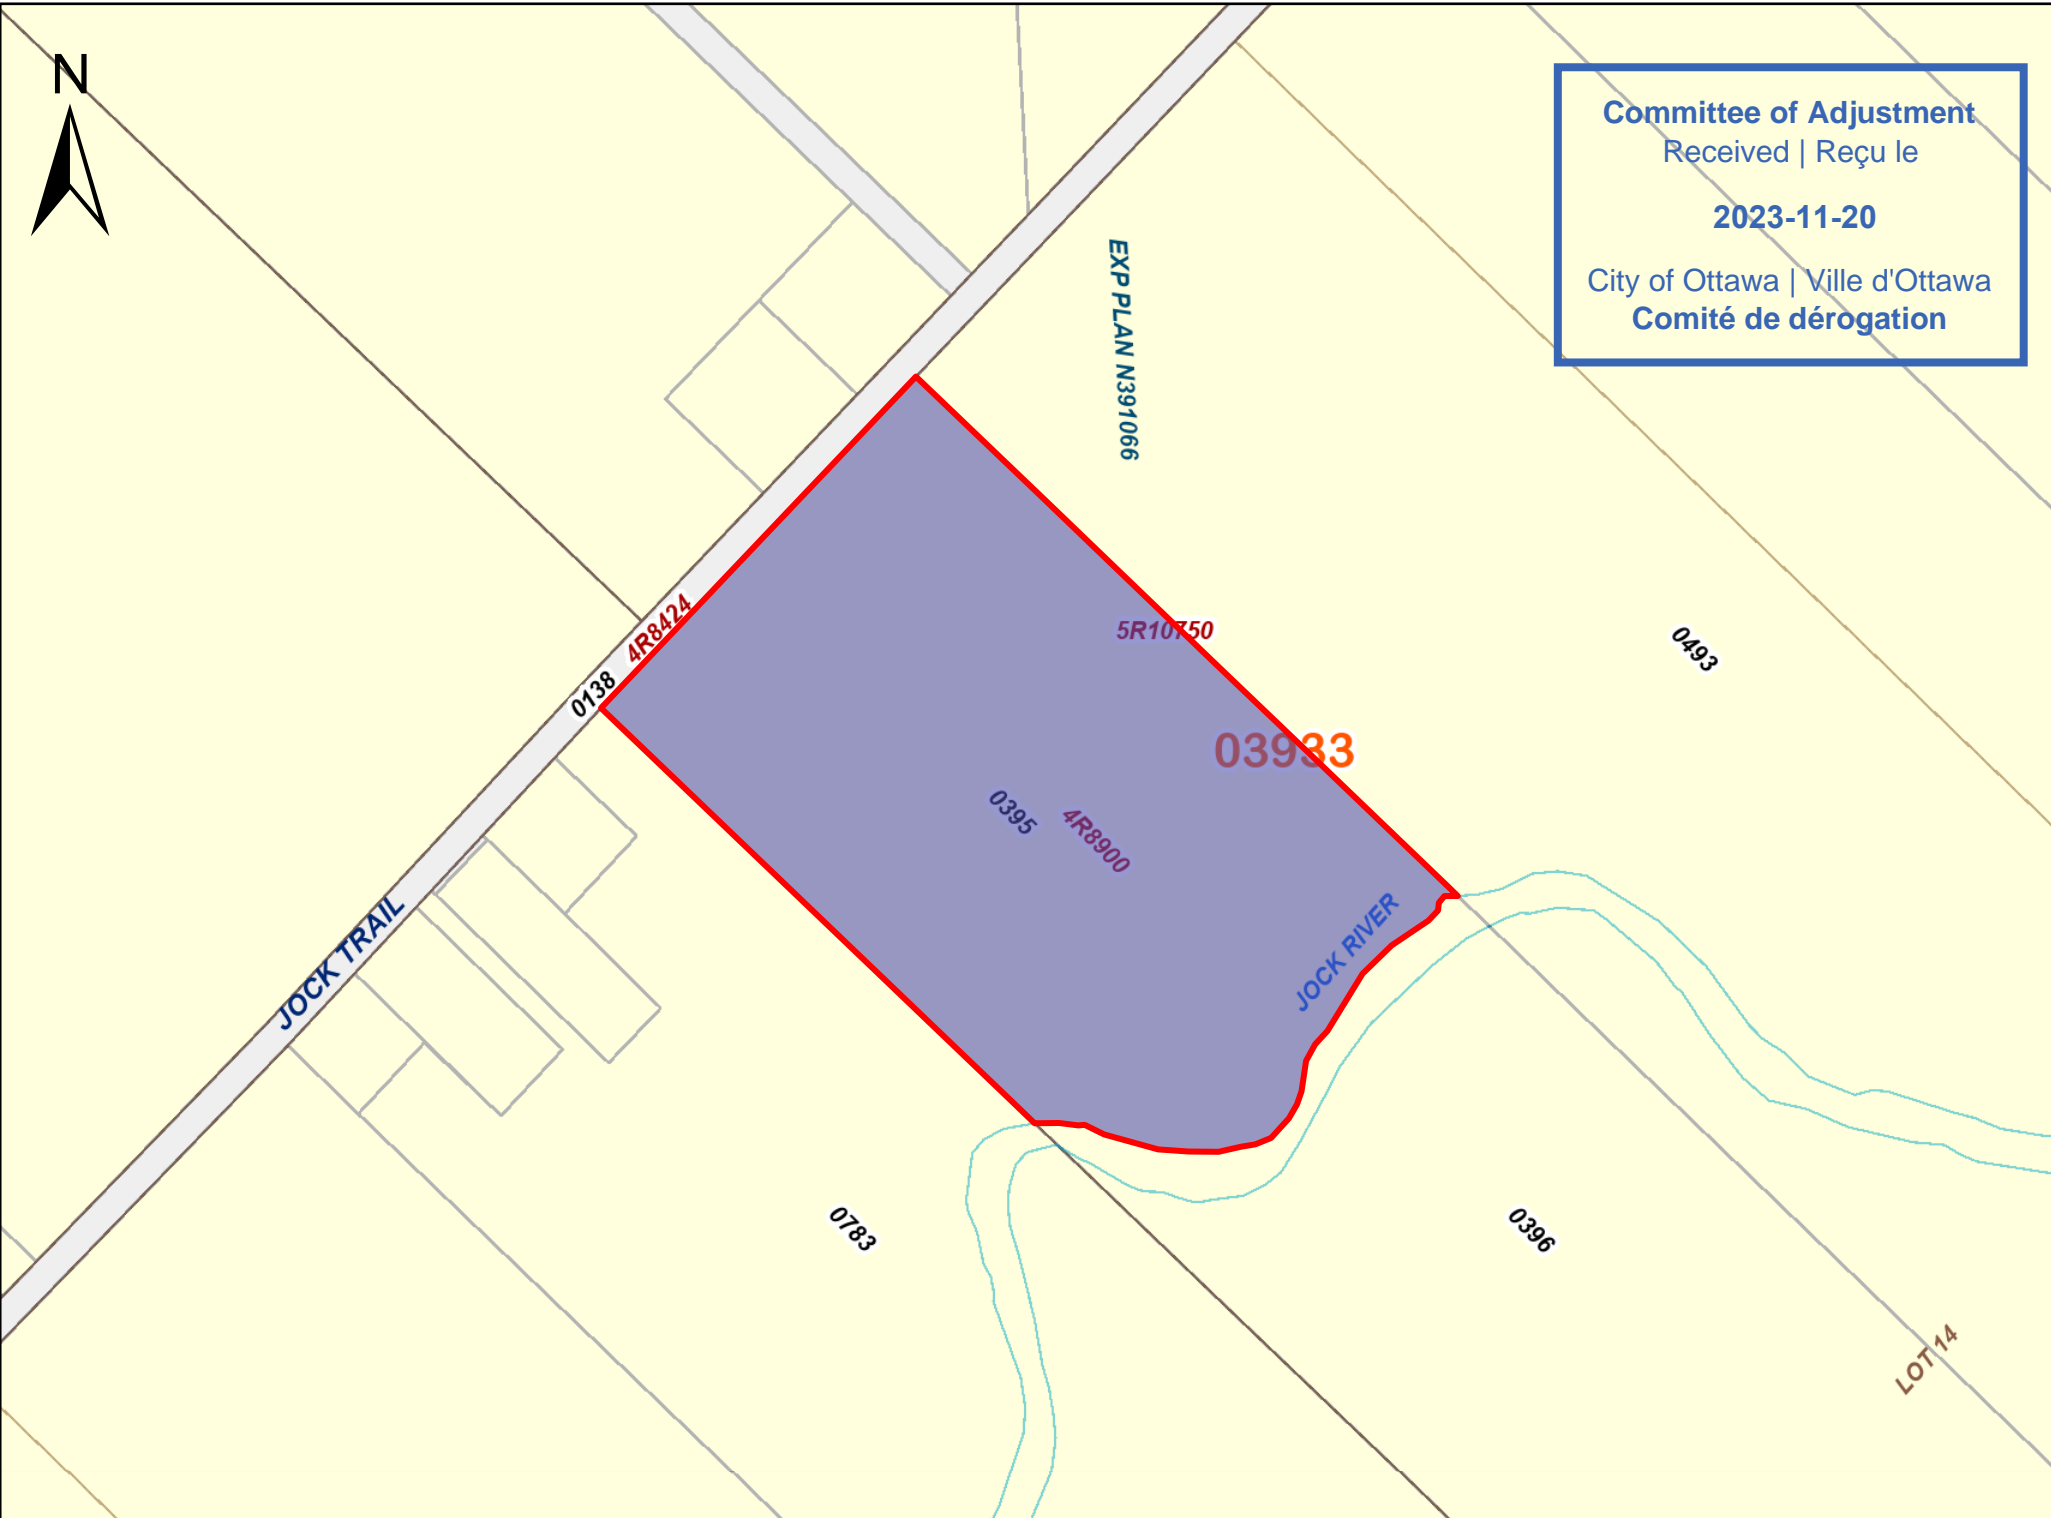 N
Committee of Adjustment
Received | Reçu le
2023-11-20
City of Ottawa | Ville d'Ottawa
Comité de dérogation
EXP PLAN N391066
4R8424
0138
5R10750
0493
03933
0395
4R8900
JOCK RIVER
JOCK TRAIL
0783
0396
LOT 14